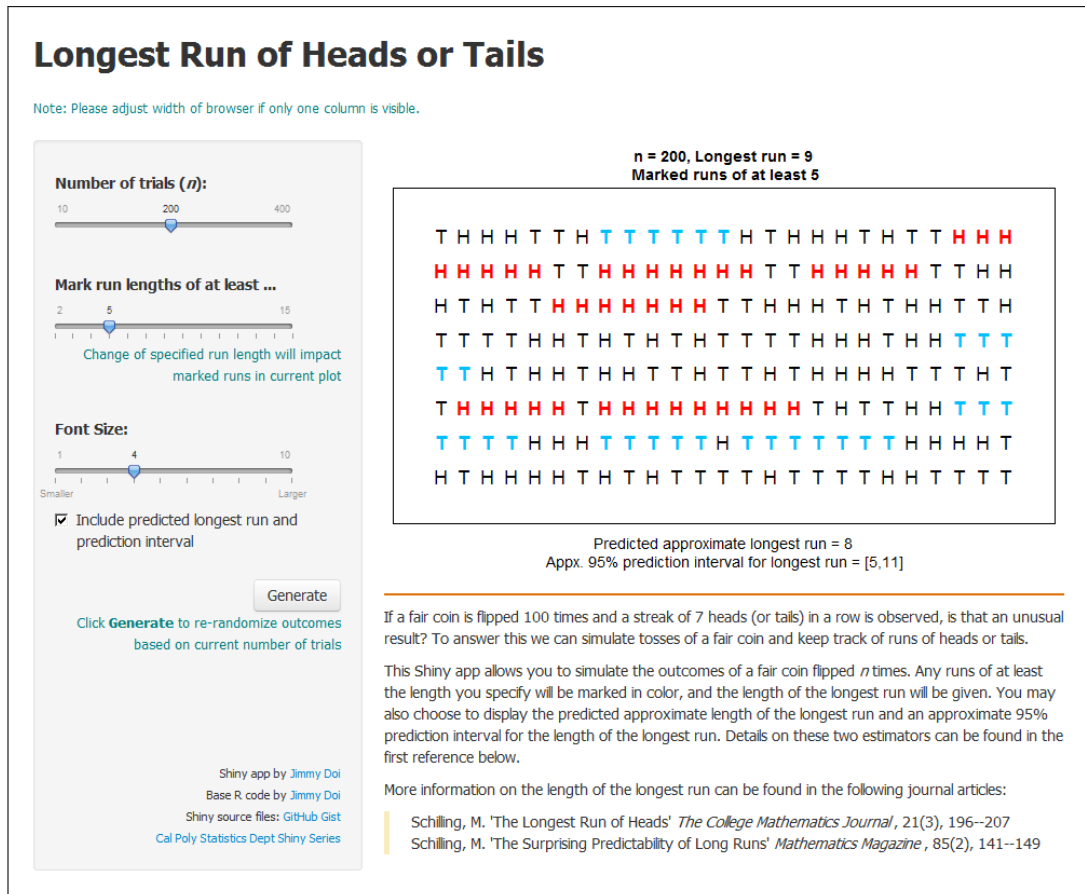 Longest Run of Heads or Tails
Note: Please adjust width of browser if only one column is visible.
Number of trials (n):
10 200 400
Mark run lengths of at least ...
2 5 15
Change of specified run length will impact
marked runs in current plot
Font Size:
1 4 10
Smaller Larger
Include predicted longest run and
prediction interval
Generate
Click Generate to re-randomize outcomes
based on current number of trials
Shiny app by Jimmy Doi
Base R code by Jimmy Doi
Shiny source files: GitHub Gist
Cal Poly Statistics Dept Shiny Series
n = 200, Longest run = 9
Marked runs of at least 5
T H H H T T H T T T T T T H T H H H T H T T H H H
H H H H H T T H H H H H H H T T H H H H H T T H H
H T H T T H H H H H H H T T H H H T H T H H T T H
T T T T H T H H T H T H T T T T H H H T H H T T T
T T H T H H T H H T T H T T H T H H H H T T T H T
T H H H H H T H H H H H H H H H T H T T H H T T T
T T T T H H H T T T T T H T T T T T T T H H H H T
H T H H H H T H T H T T T T H T T T T H H T T T T
Predicted approximate longest run = 8
Appx. 95% prediction interval for longest run = [5,11]
If a fair coin is flipped 100 times and a streak of 7 heads (or tails) in a row is observed, is that an unusual
result? To answer this we can simulate tosses of a fair coin and keep track of runs of heads or tails.
This Shiny app allows you to simulate the outcomes of a fair coin flipped n times. Any runs of at least
the length you specify will be marked in color, and the length of the longest run will be given. You may
also choose to display the predicted approximate length of the longest run and an approximate 95%
prediction interval for the length of the longest run. Details on these two estimators can be found in the
first reference below.
More information on the length of the longest run can be found in the following journal articles:
Schilling, M. 'The Longest Run of Heads' The College Mathematics Journal , 21(3), 196--207
Schilling, M. 'The Surprising Predictability of Long Runs' Mathematics Magazine , 85(2), 141--149